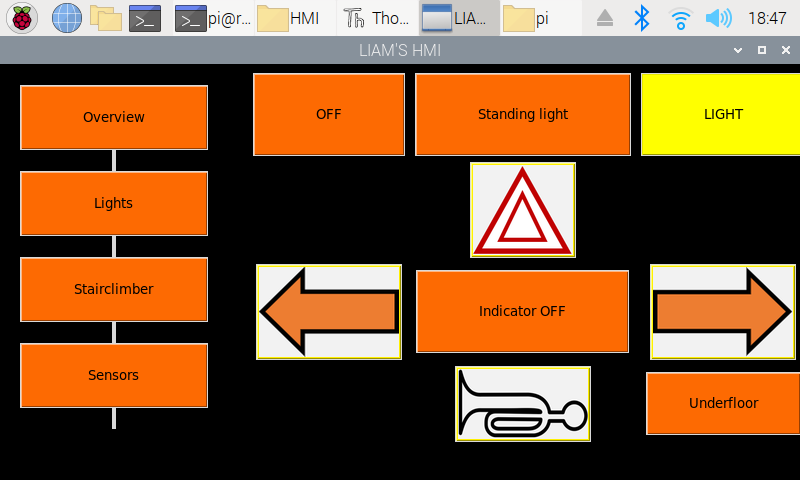 pi@r...
HMI
Tho...
LIA...
pi
18:47
LIAM'S HMI
Overview
Lights
Stairclimber
Sensors
OFF
Standing light
LIGHT
Indicator OFF
Underfloor